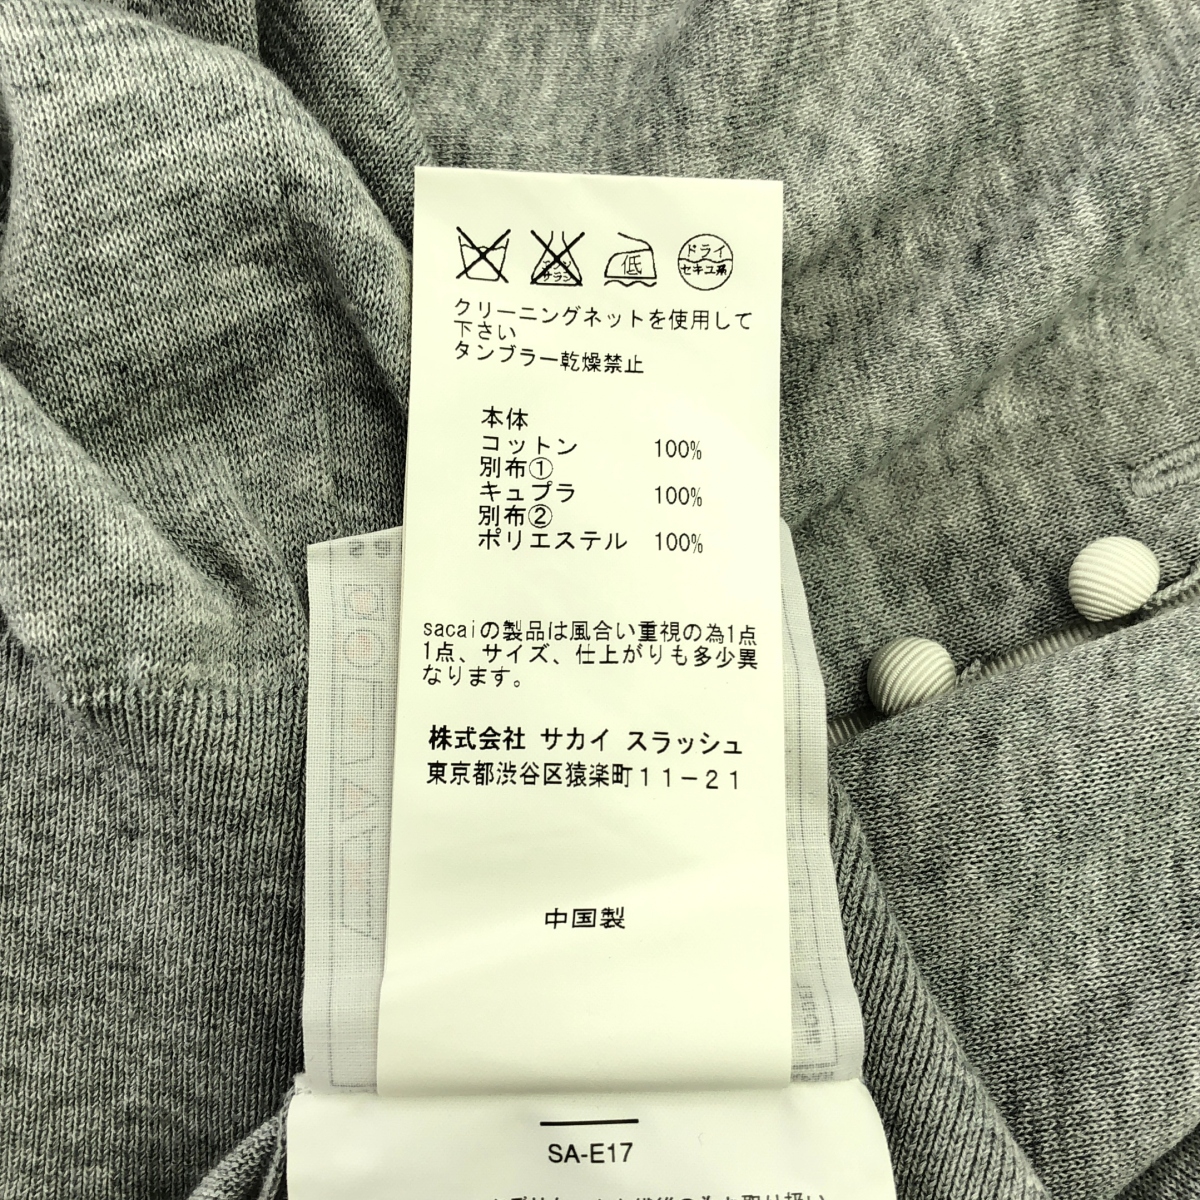 低
ドライ
セキユ系
クリーニングネットを使用して
下さい
タンブラー乾燥禁止
本体
コットン 100%
別布①
キュプラ 100%
別布②
ポリエステル 100%
sacaiの製品は風合い重視の為1点
1点、サイズ、仕上がりも多少異
なります。
株式会社 サカイ スラッシュ
東京都渋谷区猿楽町11-21
中国製
SA-E17